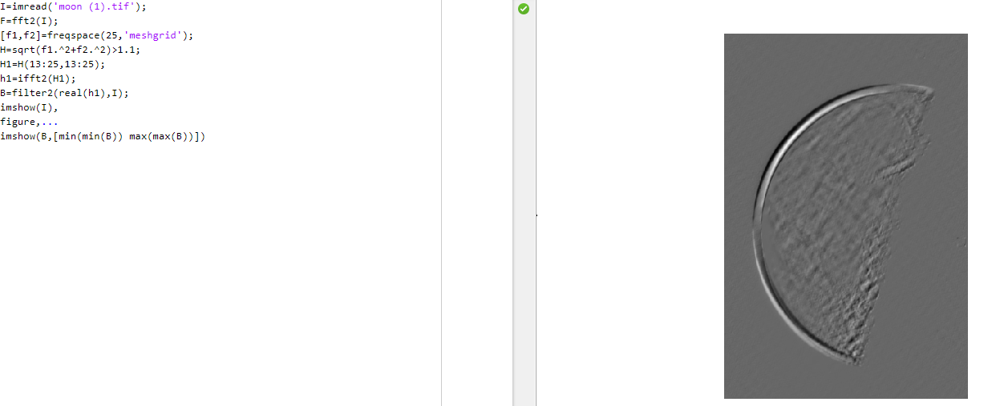 I=imread('moon (1).tif');
F=fft2(I);
[f1,f2]=freqspace(25,'meshgrid');
H=sqrt(f1.^2+f2.^2)>1.1;
H1=H(13:25,13:25);
h1=ifft2(H1);
B=filter2(real(h1),I);
imshow(I),
figure,...
imshow(B,[min(min(B)) max(max(B))])